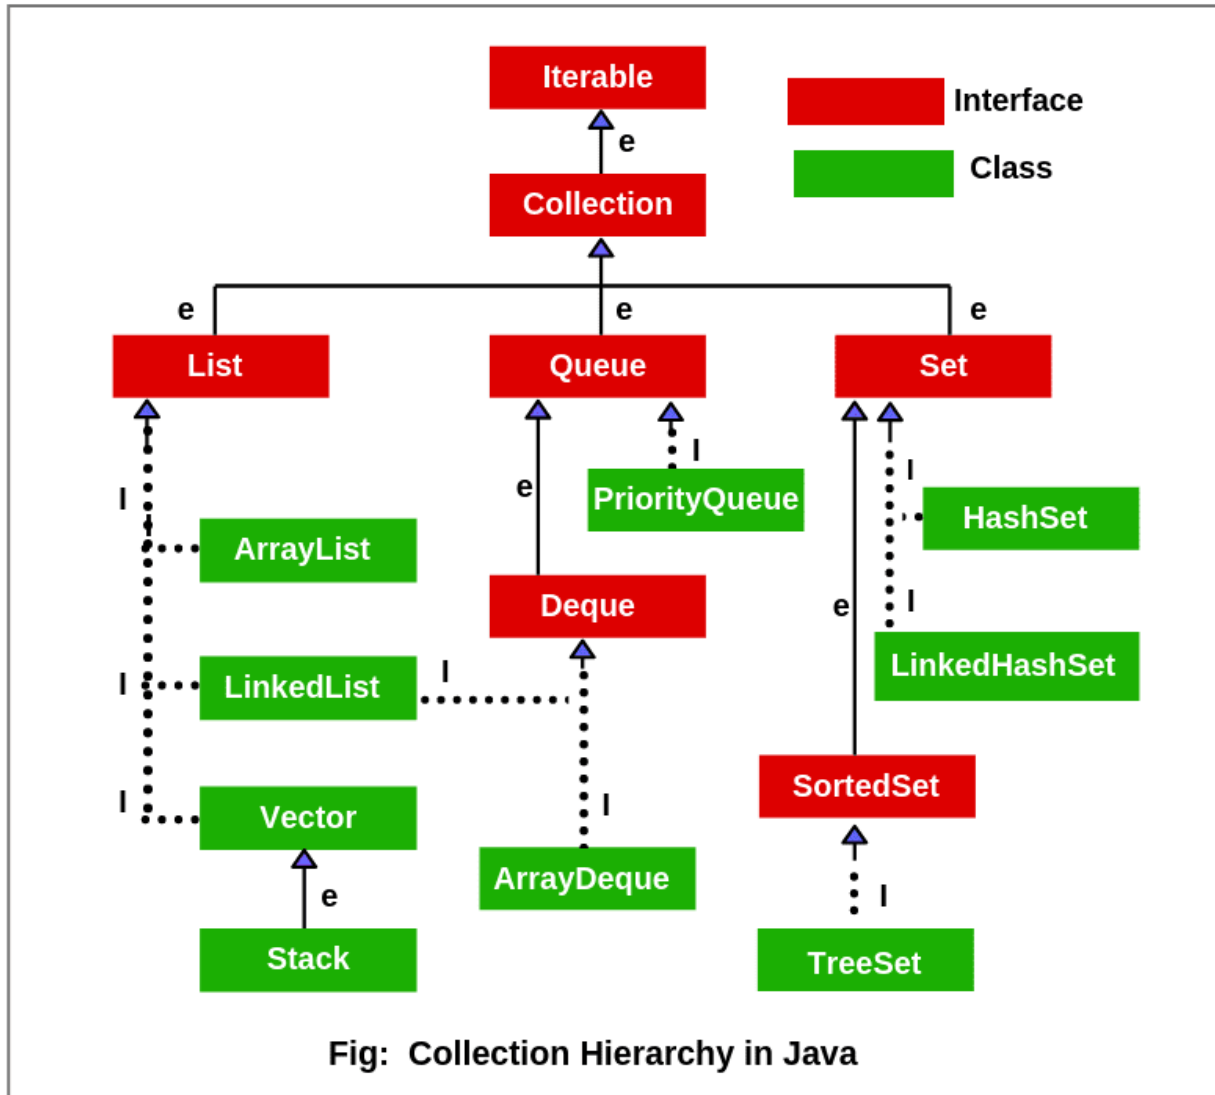 Iterable
Interface
e
Class
Collection
e
e
e
List
Queue
Set
I
I
e
I
PriorityQueue
HashSet
ArrayList
Deque
e
I
I
I
LinkedList
I
LinkedHashSet
SortedSet
I
Vector
I
ArrayDeque
e
I
Stack
TreeSet
Fig: Collection Hierarchy in Java